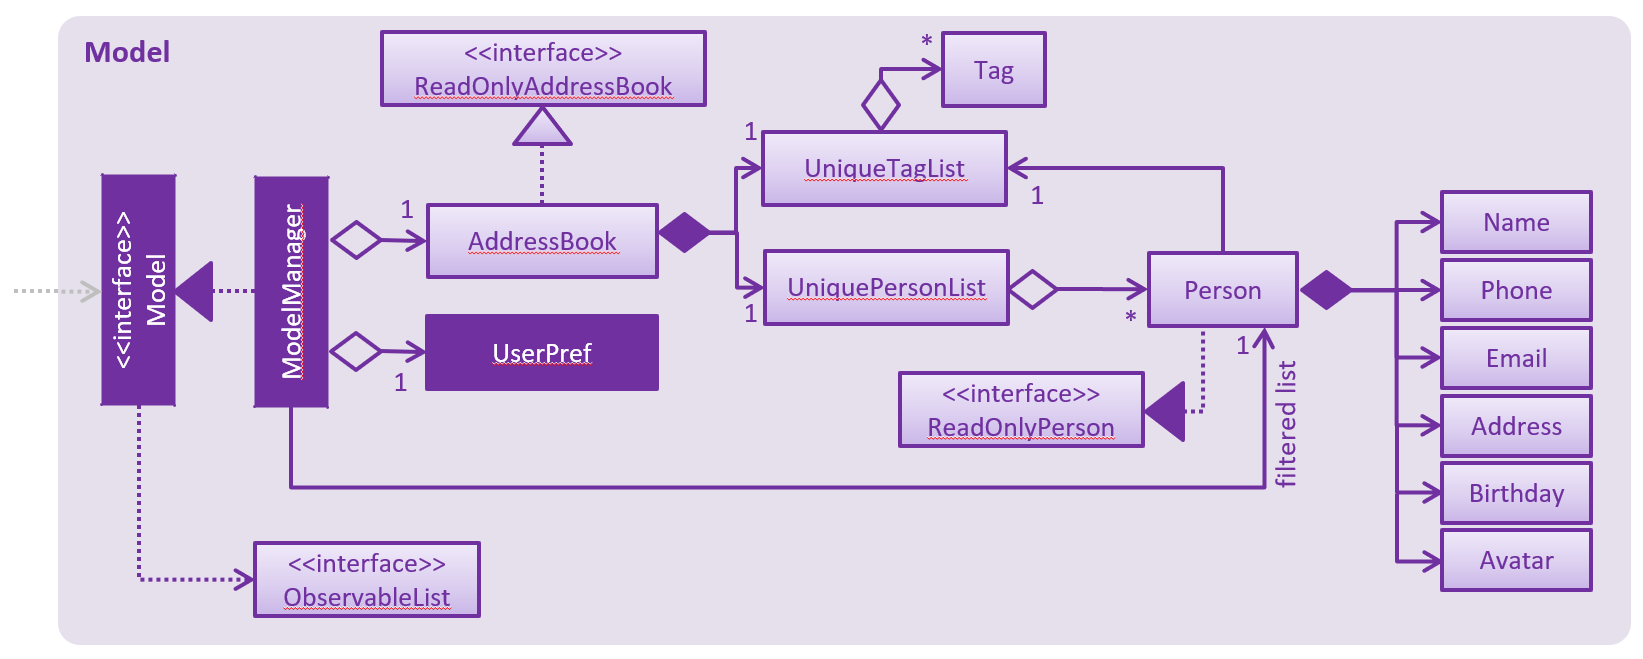 Model
<<interface>>
ReadOnlyAddressBook
*
Tag
1
UniqueTagList
1
<<interface>>
Model
ModelManager
1
AddressBook
1
UniquePersonList
*
Person
Name
Phone
Email
Address
Birthday
Avatar
1
UserPref
1
filtered list
<<interface>>
ReadOnlyPerson
<<interface>>
ObservableList